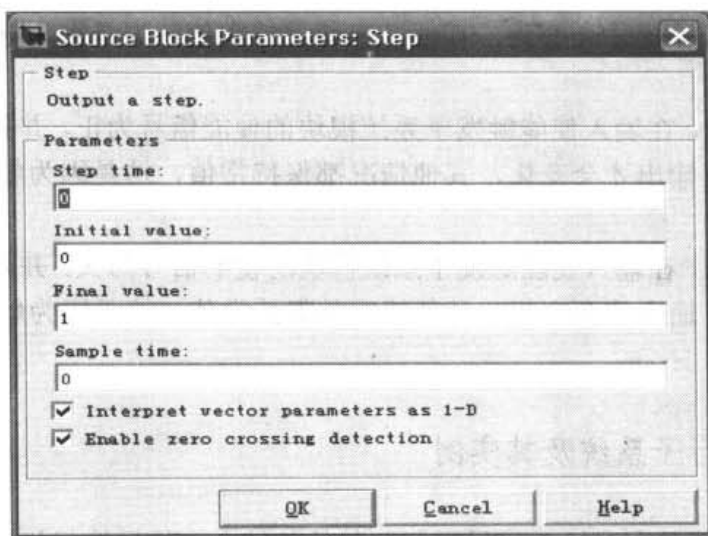 Source Block Parameters: Step
Step
Output a step.
Parameters
Step time:
0
Initial value:
0
Final value:
1
Sample time:
0
Interpret vector parameters as 1-D
Enable zero crossing detection
OK
Cancel
Help